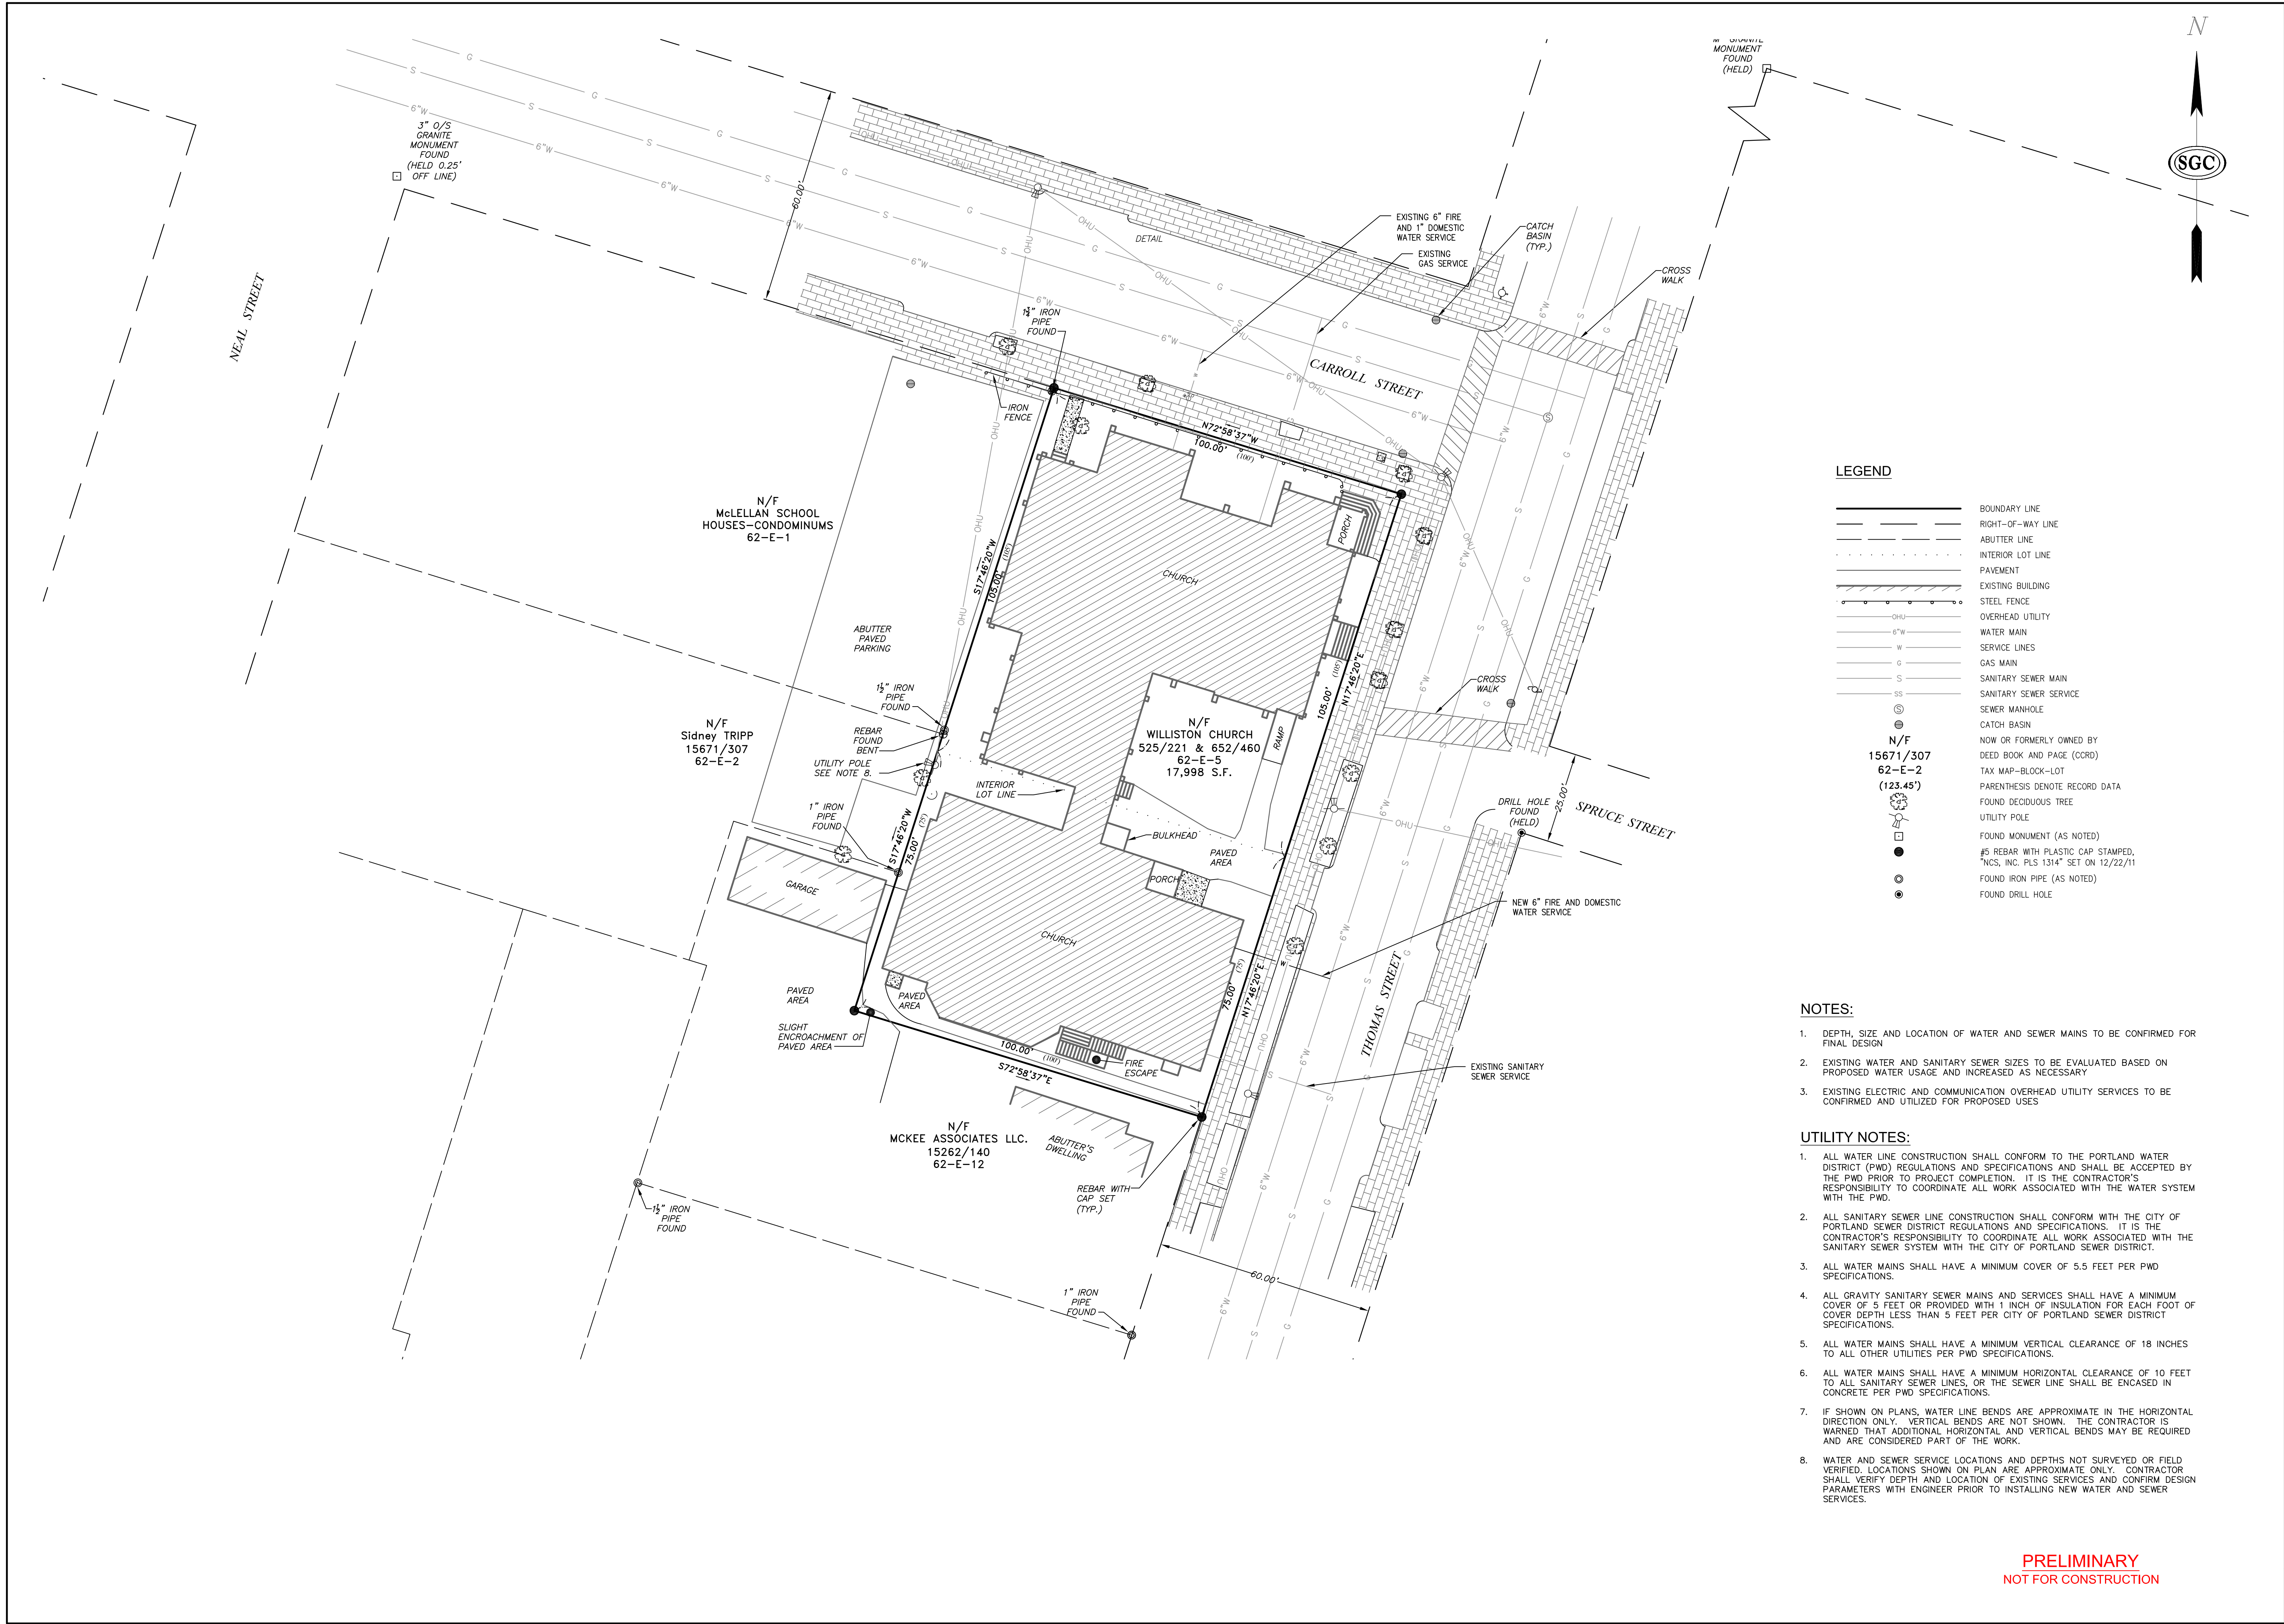 N
SGC
M GRANITE
MONUMENT
FOUND
(HELD)
3" O/S
GRANITE
MONUMENT
FOUND
(HELD 0.25'
OFF LINE)
NEAL STREET
60.00'
DETAIL
EXISTING 6" FIRE
AND 1" DOMESTIC
WATER SERVICE
EXISTING
GAS SERVICE
CATCH
BASIN
(TYP.)
CROSS
WALK
CARROLL STREET
1¾" IRON
PIPE
FOUND
IRON
FENCE
N72°58'37"W
100.00'
(100')
N/F
McLELLAN SCHOOL
HOUSES-CONDOMINUMS
62-E-1
S17°46'20"W
105.00'
(105')
PORCH
CHURCH
ABUTTER
PAVED
PARKING
1½" IRON
PIPE
FOUND
REBAR
FOUND
BENT
UTILITY POLE
SEE NOTE 8.
N/F
Sidney TRIPP
15671/307
62-E-2
1" IRON
PIPE
FOUND
N/F
WILLISTON CHURCH
525/221 & 652/460
62-E-5
17,998 S.F.
RAMP
105.00'
(105')
N17°46'20"E
CROSS
WALK
INTERIOR
LOT LINE
BULKHEAD
PAVED
AREA
PORCH
S17°46'20"W
75.00'
(75')
GARAGE
CHURCH
DRILL HOLE
FOUND
(HELD)
25.00'
SPRUCE STREET
NEW 6" FIRE AND DOMESTIC
WATER SERVICE
75.00'
(75')
N17°46'20"E
THOMAS STREET
PAVED
AREA
PAVED
AREA
SLIGHT
ENCROACHMENT OF
PAVED AREA
100.00'
(100')
S72°58'37"E
FIRE
ESCAPE
EXISTING SANITARY
SEWER SERVICE
N/F
MCKEE ASSOCIATES LLC.
15262/140
62-E-12
ABUTTER'S
DWELLING
REBAR WITH
CAP SET
(TYP.)
1½" IRON
PIPE
FOUND
1" IRON
PIPE
FOUND
60.00'
LEGEND
BOUNDARY LINE
RIGHT-OF-WAY LINE
ABUTTER LINE
INTERIOR LOT LINE
PAVEMENT
EXISTING BUILDING
STEEL FENCE
OHU OVERHEAD UTILITY
6"W WATER MAIN
W SERVICE LINES
G GAS MAIN
S SANITARY SEWER MAIN
SS SANITARY SEWER SERVICE
S SEWER MANHOLE
CATCH BASIN
N/F NOW OR FORMERLY OWNED BY
15671/307 DEED BOOK AND PAGE (CCRD)
62-E-2 TAX MAP-BLOCK-LOT
(123.45') PARENTHESIS DENOTE RECORD DATA
FOUND DECIDUOUS TREE
UTILITY POLE
FOUND MONUMENT (AS NOTED)
#5 REBAR WITH PLASTIC CAP STAMPED,
"NCS, INC. PLS 1314" SET ON 12/22/11
FOUND IRON PIPE (AS NOTED)
FOUND DRILL HOLE
NOTES:
1. DEPTH, SIZE AND LOCATION OF WATER AND SEWER MAINS TO BE CONFIRMED FOR
FINAL DESIGN
2. EXISTING WATER AND SANITARY SEWER SIZES TO BE EVALUATED BASED ON
PROPOSED WATER USAGE AND INCREASED AS NECESSARY
3. EXISTING ELECTRIC AND COMMUNICATION OVERHEAD UTILITY SERVICES TO BE
CONFIRMED AND UTILIZED FOR PROPOSED USES
UTILITY NOTES:
1. ALL WATER LINE CONSTRUCTION SHALL CONFORM TO THE PORTLAND WATER
DISTRICT (PWD) REGULATIONS AND SPECIFICATIONS AND SHALL BE ACCEPTED BY
THE PWD PRIOR TO PROJECT COMPLETION. IT IS THE CONTRACTOR'S
RESPONSIBILITY TO COORDINATE ALL WORK ASSOCIATED WITH THE WATER SYSTEM
WITH THE PWD.
2. ALL SANITARY SEWER LINE CONSTRUCTION SHALL CONFORM WITH THE CITY OF
PORTLAND SEWER DISTRICT REGULATIONS AND SPECIFICATIONS. IT IS THE
CONTRACTOR'S RESPONSIBILITY TO COORDINATE ALL WORK ASSOCIATED WITH THE
SANITARY SEWER SYSTEM WITH THE CITY OF PORTLAND SEWER DISTRICT.
3. ALL WATER MAINS SHALL HAVE A MINIMUM COVER OF 5.5 FEET PER PWD
SPECIFICATIONS.
4. ALL GRAVITY SANITARY SEWER MAINS AND SERVICES SHALL HAVE A MINIMUM
COVER OF 5 FEET OR PROVIDED WITH 1 INCH OF INSULATION FOR EACH FOOT OF
COVER DEPTH LESS THAN 5 FEET PER CITY OF PORTLAND SEWER DISTRICT
SPECIFICATIONS.
5. ALL WATER MAINS SHALL HAVE A MINIMUM VERTICAL CLEARANCE OF 18 INCHES
TO ALL OTHER UTILITIES PER PWD SPECIFICATIONS.
6. ALL WATER MAINS SHALL HAVE A MINIMUM HORIZONTAL CLEARANCE OF 10 FEET
TO ALL SANITARY SEWER LINES, OR THE SEWER LINE SHALL BE ENCASED IN
CONCRETE PER PWD SPECIFICATIONS.
7. IF SHOWN ON PLANS, WATER LINE BENDS ARE APPROXIMATE IN THE HORIZONTAL
DIRECTION ONLY. VERTICAL BENDS ARE NOT SHOWN. THE CONTRACTOR IS
WARNED THAT ADDITIONAL HORIZONTAL AND VERTICAL BENDS MAY BE REQUIRED
AND ARE CONSIDERED PART OF THE WORK.
8. WATER AND SEWER SERVICE LOCATIONS AND DEPTHS NOT SURVEYED OR FIELD
VERIFIED. LOCATIONS SHOWN ON PLAN ARE APPROXIMATE ONLY. CONTRACTOR
SHALL VERIFY DEPTH AND LOCATION OF EXISTING SERVICES AND CONFIRM DESIGN
PARAMETERS WITH ENGINEER PRIOR TO INSTALLING NEW WATER AND SEWER
SERVICES.
PRELIMINARY
NOT FOR CONSTRUCTION